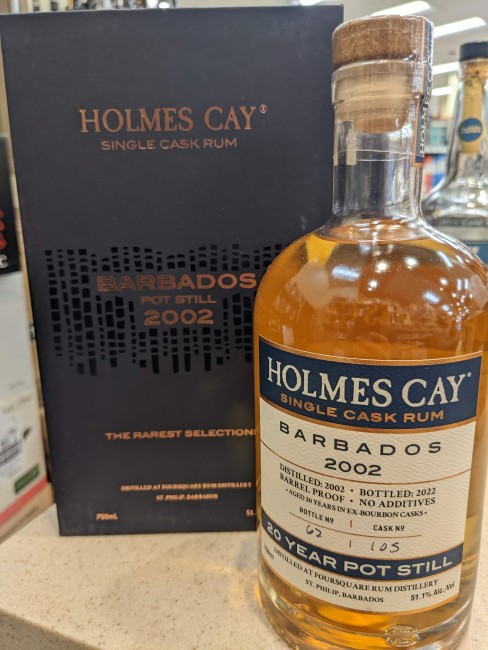 HOLMES CAY®
SINGLE CASK RUM
BARBADOS
POT STILL
2002
THE RAREST SELECTION
DISTILLED AT FOURSQUARE RUM DISTILLERY
ST. PHILIP, BARBADOS
750mL
HOLMES CAY
HOLMES CAY®
SINGLE CASK RUM
BARBADOS
2002
DISTILLED: 2002 • BOTTLED: 2022
BARREL PROOF • NO ADDITIVES
• AGED 20 YEARS IN EX-BOURBON CASKS •
BOTTLE Nº CASK Nº
62 105
20 YEAR POT STILL
DISTILLED AT FOURSQUARE RUM DISTILLERY
ST. PHILIP, BARBADOS
51.1% Alc./Vol